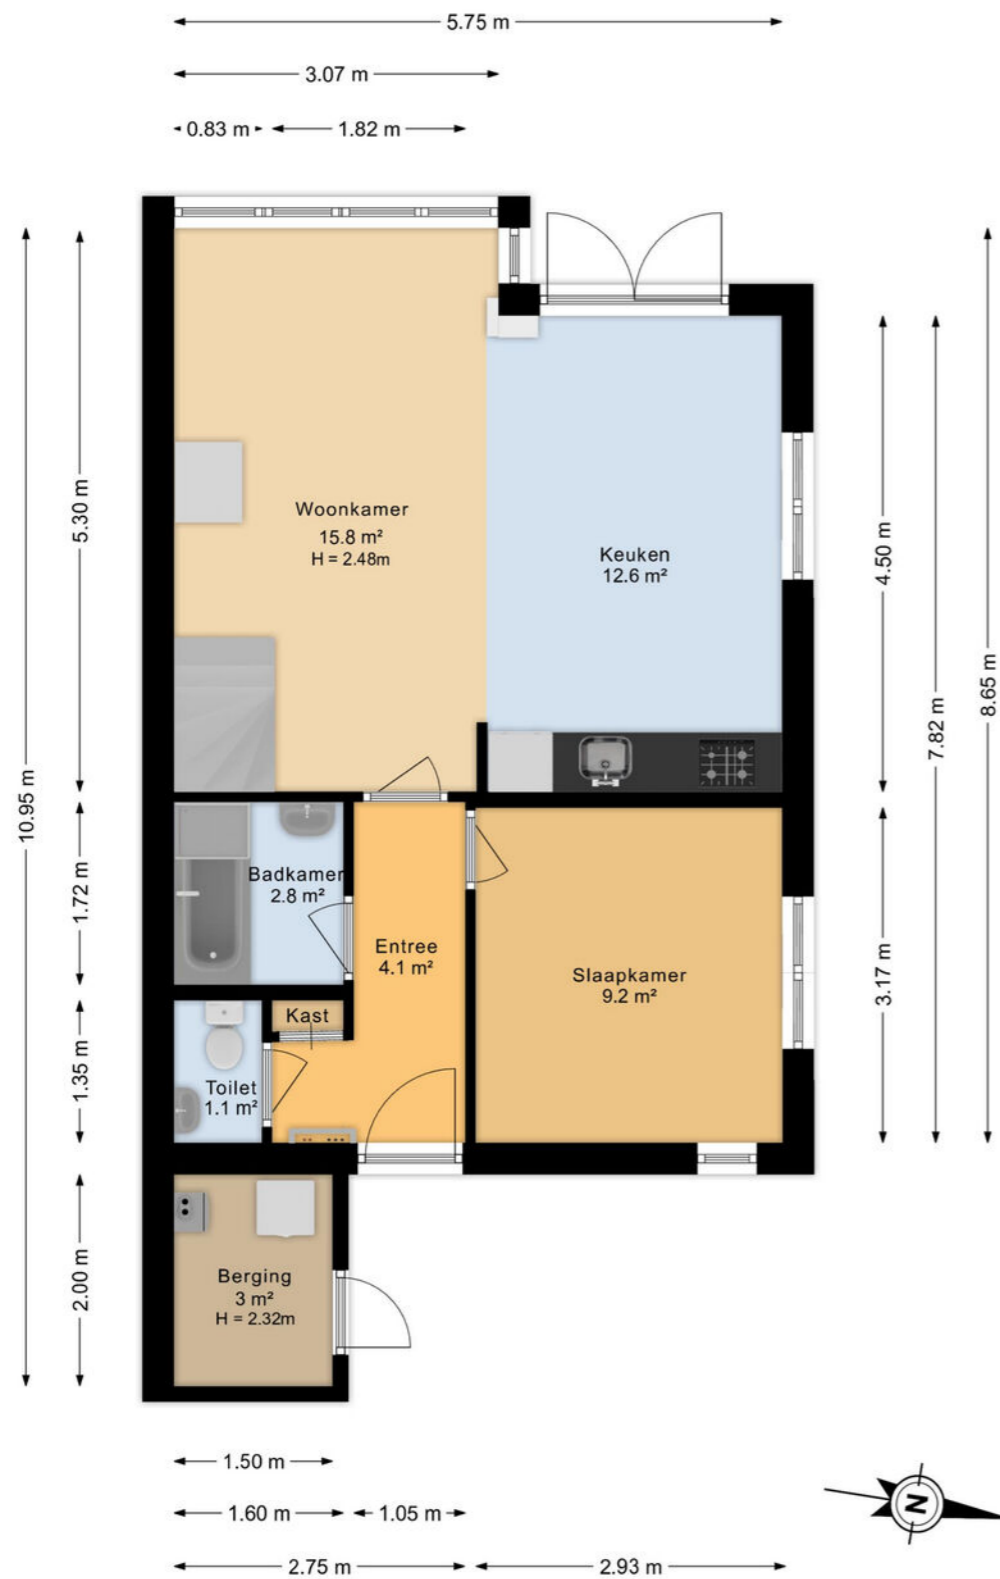 5.75 m
3.07 m
0.83 m
1.82 m
5.30 m
Woonkamer
15.8 m²
H = 2.48m
Keuken
12.6 m²
4.50 m
8.65 m
7.82 m
10.95 m
1.72 m
Badkamer
2.8 m²
Entree
4.1 m²
Slaapkamer
9.2 m²
3.17 m
Kast
1.35 m
Toilet
1.1 m²
2.00 m
Berging
3 m²
H = 2.32m
1.50 m
N
1.60 m
1.05 m
2.75 m
2.93 m